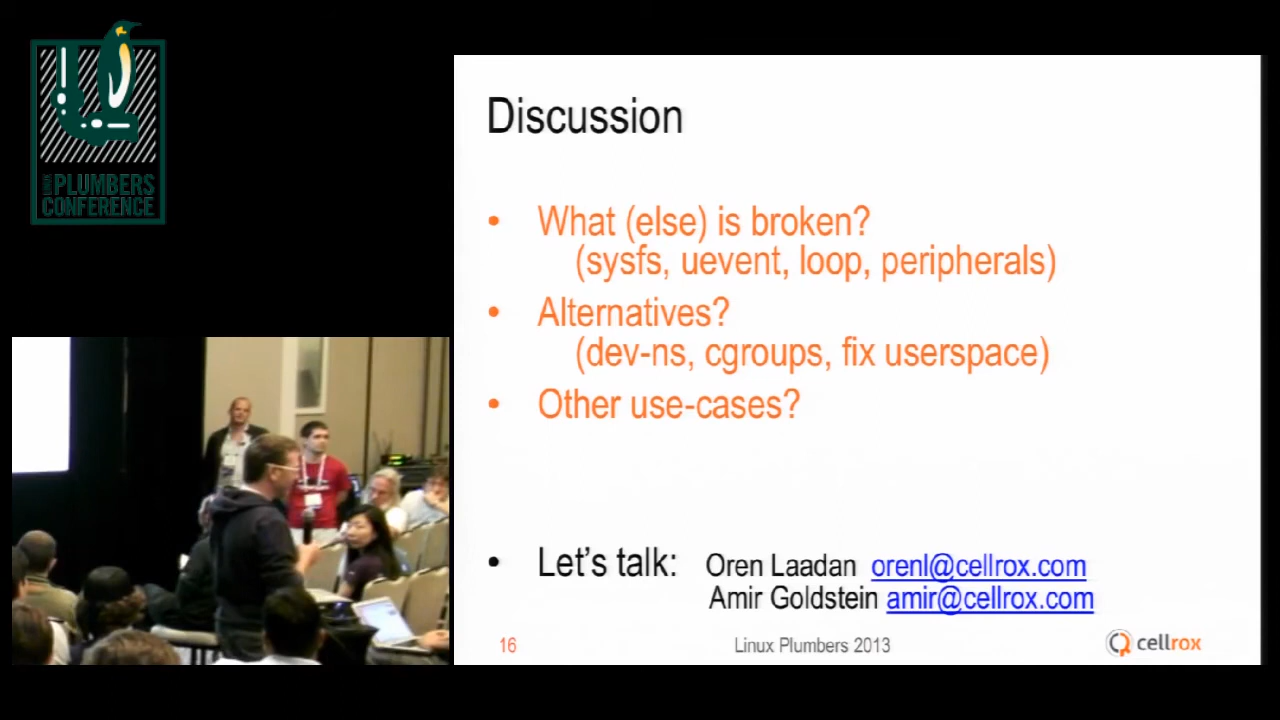 LINUX
PLUMBERS
CONFERENCE
Discussion
• What (else) is broken?
(sysfs, uevent, loop, peripherals)
• Alternatives?
(dev-ns, cgroups, fix userspace)
• Other use-cases?
• Let's talk: Oren Laadan orenl@cellrox.com
Amir Goldstein amir@cellrox.com
16 Linux Plumbers 2013 cellrox